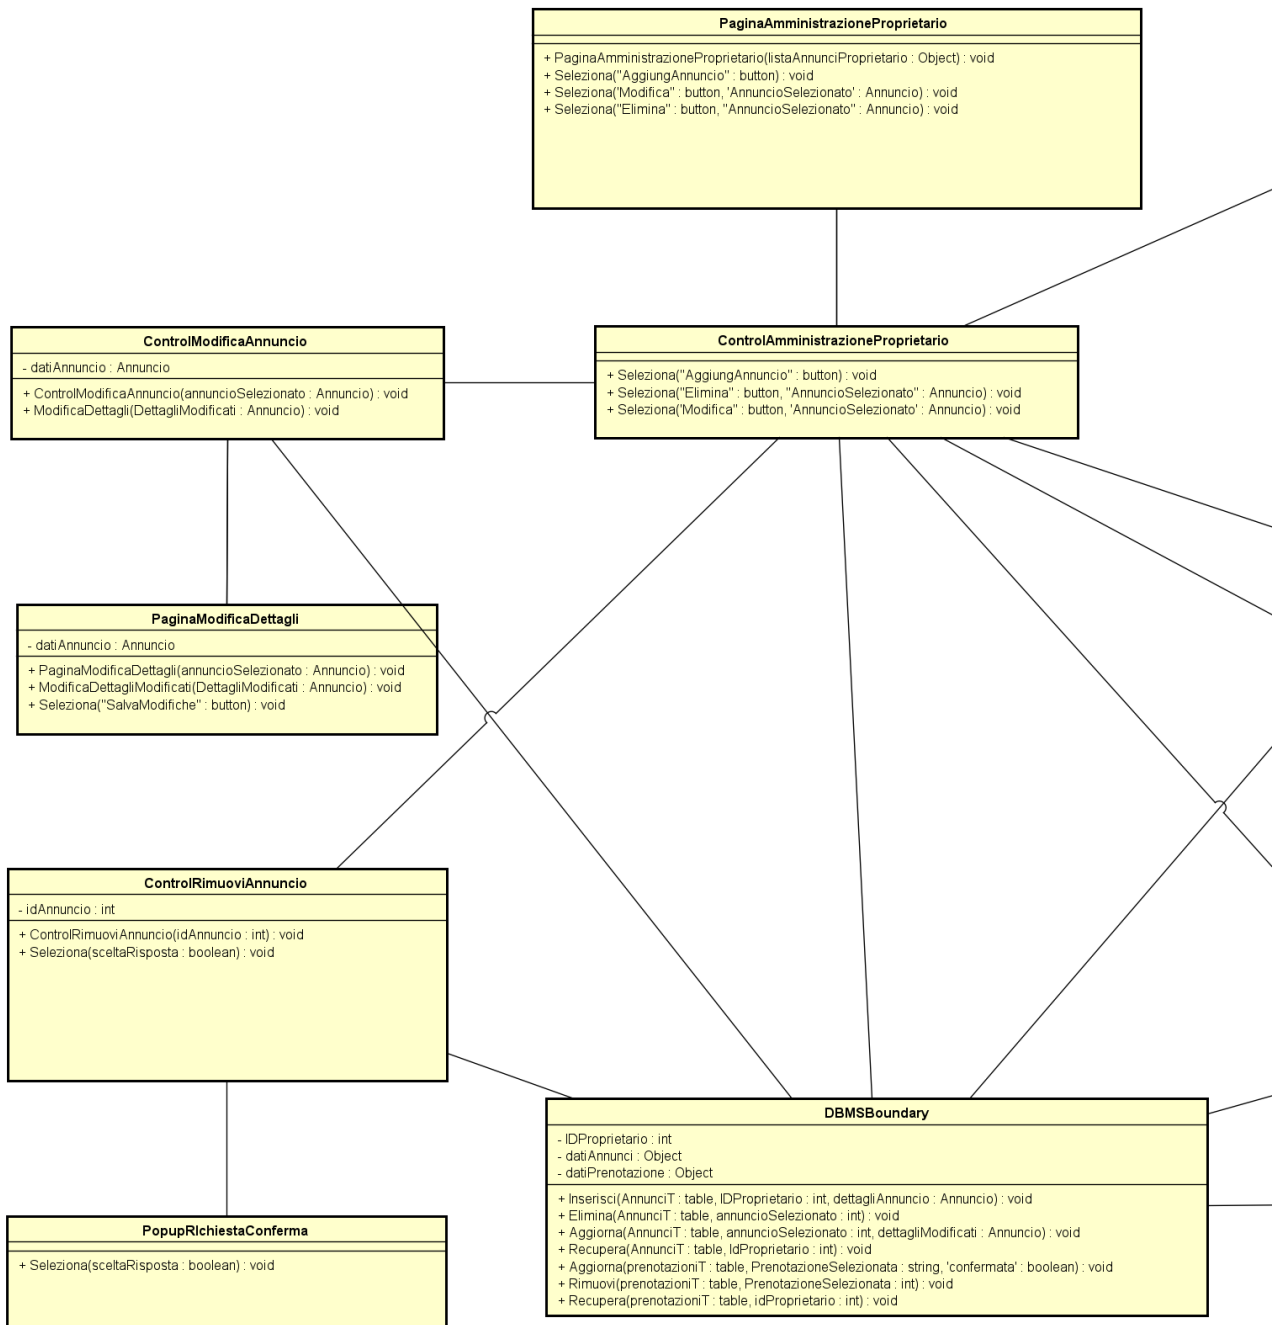 PaginaAmministrazioneProprietario
+ PaginaAmministrazioneProprietario(listaAnnunciProprietario : Object) : void
+ Seleziona("AggiungAnnuncio" : button) : void
+ Seleziona('Modifica" : button, 'AnnuncioSelezionato' : Annuncio) : void
+ Seleziona("Elimina" : button, "AnnuncioSelezionato" : Annuncio) : void
ControlModificaAnnuncio
- datiAnnuncio : Annuncio
+ ControlModificaAnnuncio(annuncioSelezionato : Annuncio) : void
+ ModificaDettagli(DettagliModificati : Annuncio) : void
ControlAmministrazioneProprietario
+ Seleziona("AggiungAnnuncio" : button) : void
+ Seleziona("Elimina" : button, "AnnuncioSelezionato" : Annuncio) : void
+ Seleziona('Modifica" : button, 'AnnuncioSelezionato' : Annuncio) : void
PaginaModificaDettagli
- datiAnnuncio : Annuncio
+ PaginaModificaDettagli(annuncioSelezionato : Annuncio) : void
+ ModificaDettagliModificati(DettagliModificati : Annuncio) : void
+ Seleziona("SalvaModifiche" : button) : void
ControlRimuoviAnnuncio
- idAnnuncio : int
+ ControlRimuoviAnnuncio(idAnnuncio : int) : void
+ Seleziona(sceltaRisposta : boolean) : void
DBMSBoundary
- IDProprietario : int
- datiAnnunci : Object
- datiPrenotazione : Object
+ Inserisci(AnnunciT : table, IDProprietario : int, dettagliAnnuncio : Annuncio) : void
+ Elimina(AnnunciT : table, annuncioSelezionato : int) : void
+ Aggiorna(AnnunciT : table, annuncioSelezionato : int, dettagliModificati : Annuncio) : void
+ Recupera(AnnunciT : table, IdProprietario : int) : void
+ Aggiorna(prenotazioniT : table, PrenotazioneSelezionata : string, 'confermata' : boolean) : void
+ Rimuovi(prenotazioniT : table, PrenotazioneSelezionata : int) : void
+ Recupera(prenotazioniT : table, idProprietario : int) : void
PopupRIchiestaConferma
+ Seleziona(sceltaRisposta : boolean) : void